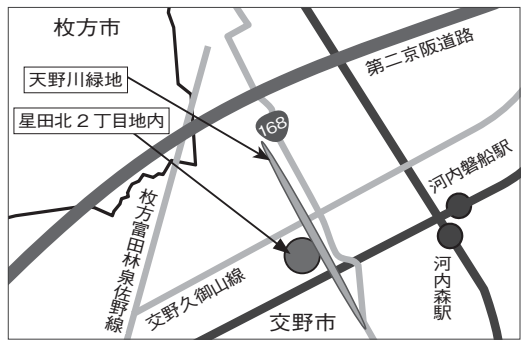 枚方市
第二京阪道路
天野川緑地
星田北2丁目地内
168
河内磐船駅
枚方富田林泉佐野線
交野久御山線
河内森駅
交野市